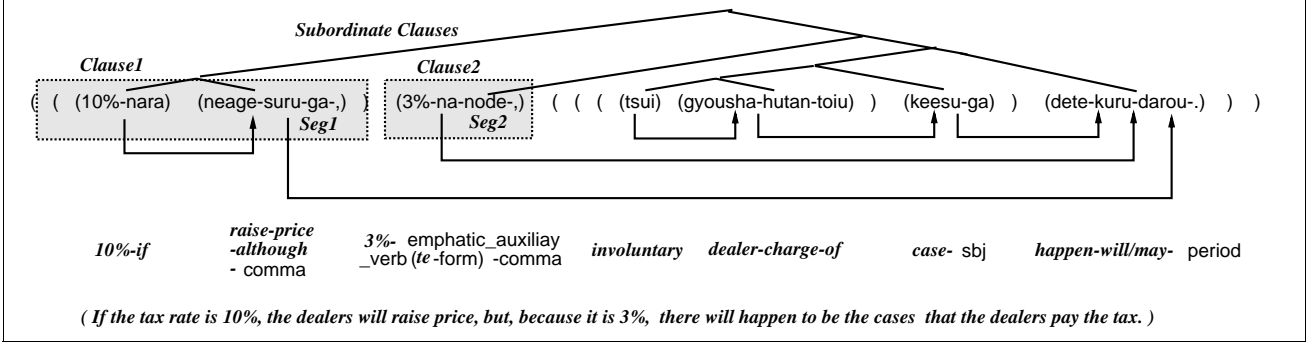 Subordinate Clauses
Clause1 Clause2
( ( (10%-nara) (neage-suru-ga-,) ) (3%-na-node-,) ( ( ( ( (tsui) (gyousha-hutan-toiu) ) (keesu-ga) ) (dete-kuru-darou-.) ) )
Seg1 Seg2
10%-if raise-price -although - comma 3%- emphatic_auxiliay _verb (te-form) -comma involuntary dealer-charge-of case- sbj happen-will/may- period
( If the tax rate is 10%, the dealers will raise price, but, because it is 3%, there will happen to be the cases that the dealers pay the tax. )